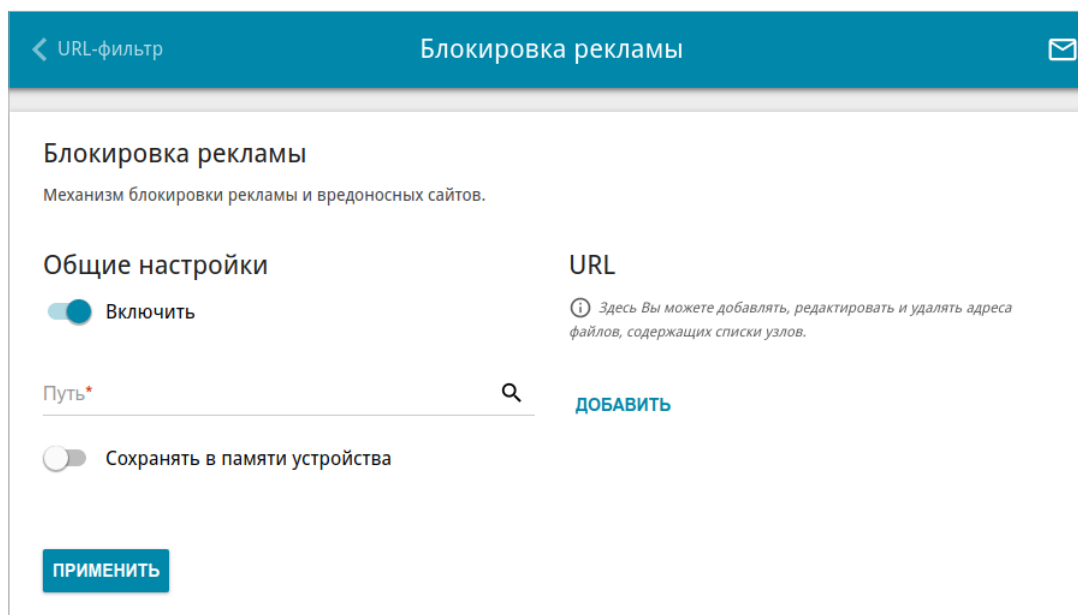 URL-фильтр
Блокировка рекламы
Блокировка рекламы
Механизм блокировки рекламы и вредоносных сайтов.
Общие настройки
Включить
Путь*
Сохранять в памяти устройства
ПРИМЕНИТЬ
URL
Здесь Вы можете добавлять, редактировать и удалять адреса
файлов, содержащих списки узлов.
ДОБАВИТЬ